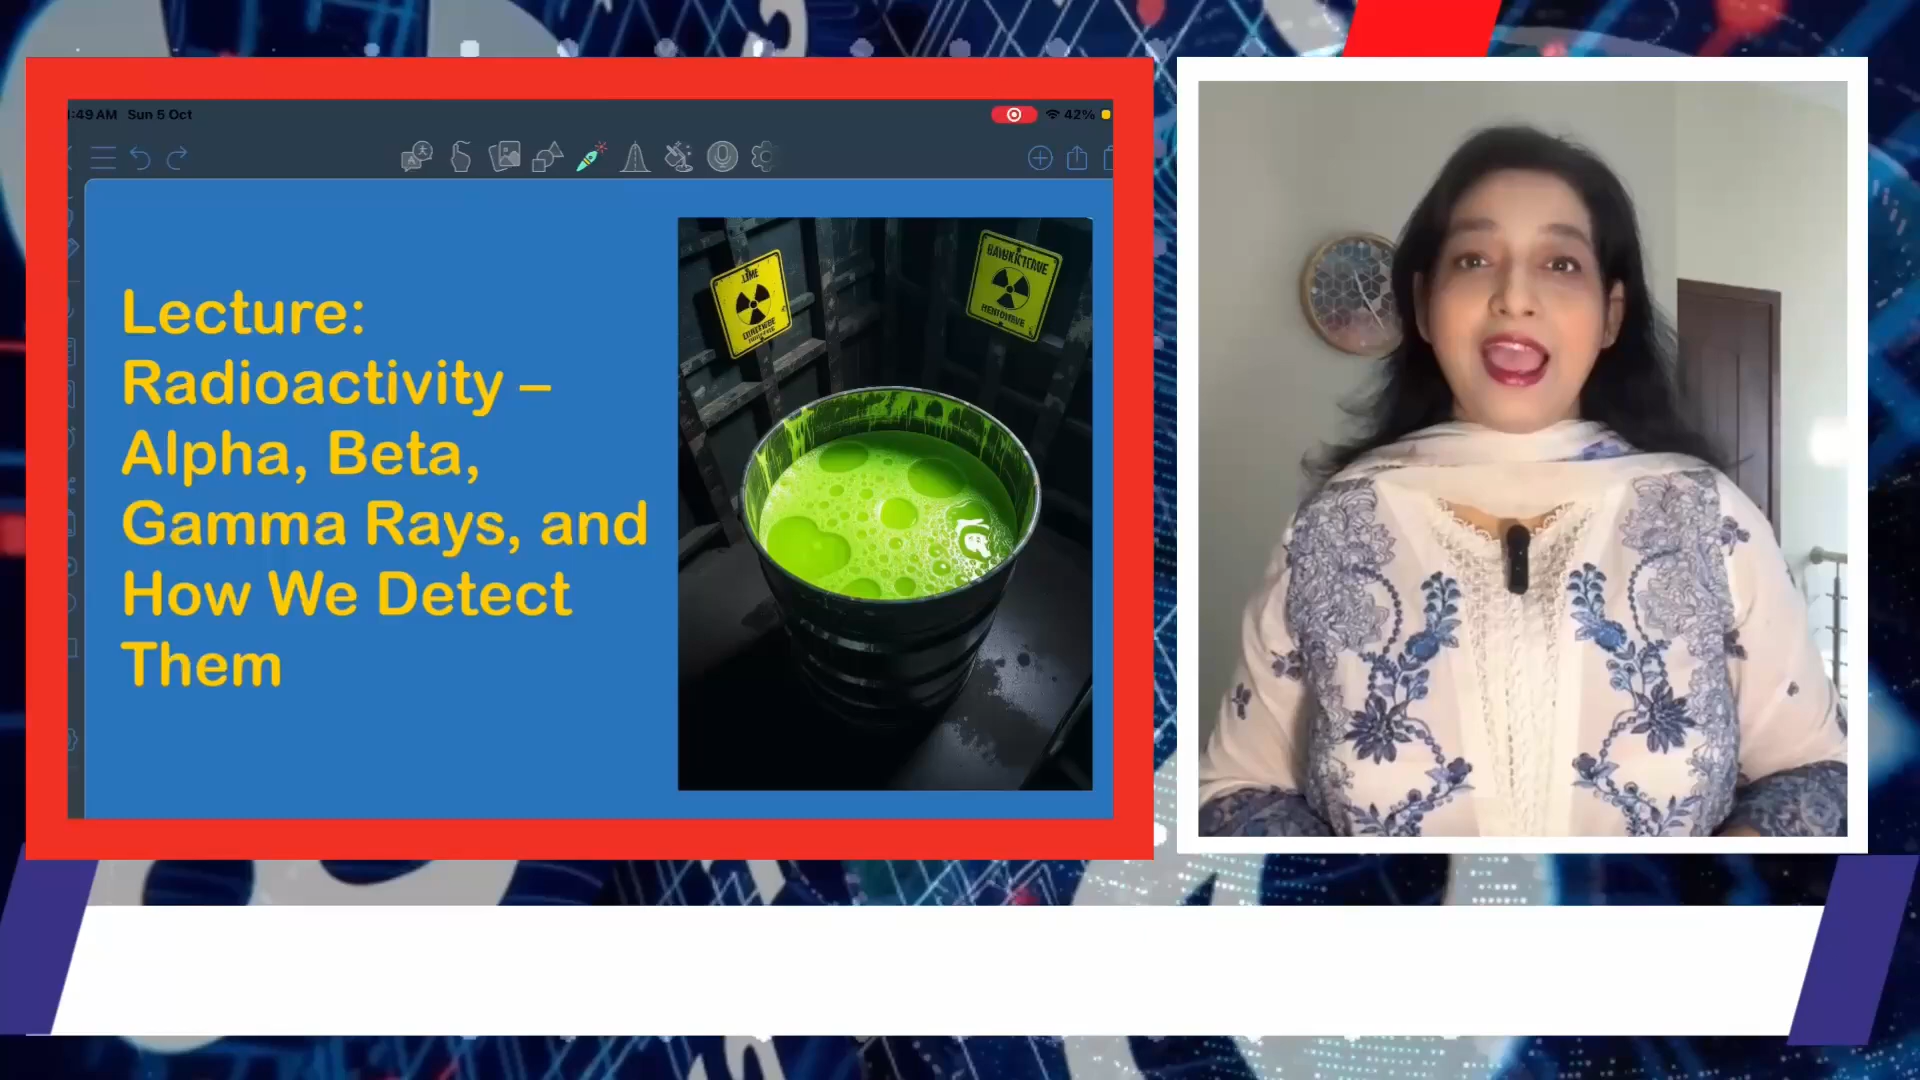 :49 AM Sun 5 Oct
42%
Lecture:
Radioactivity –
Alpha, Beta,
Gamma Rays, and
How We Detect
Them